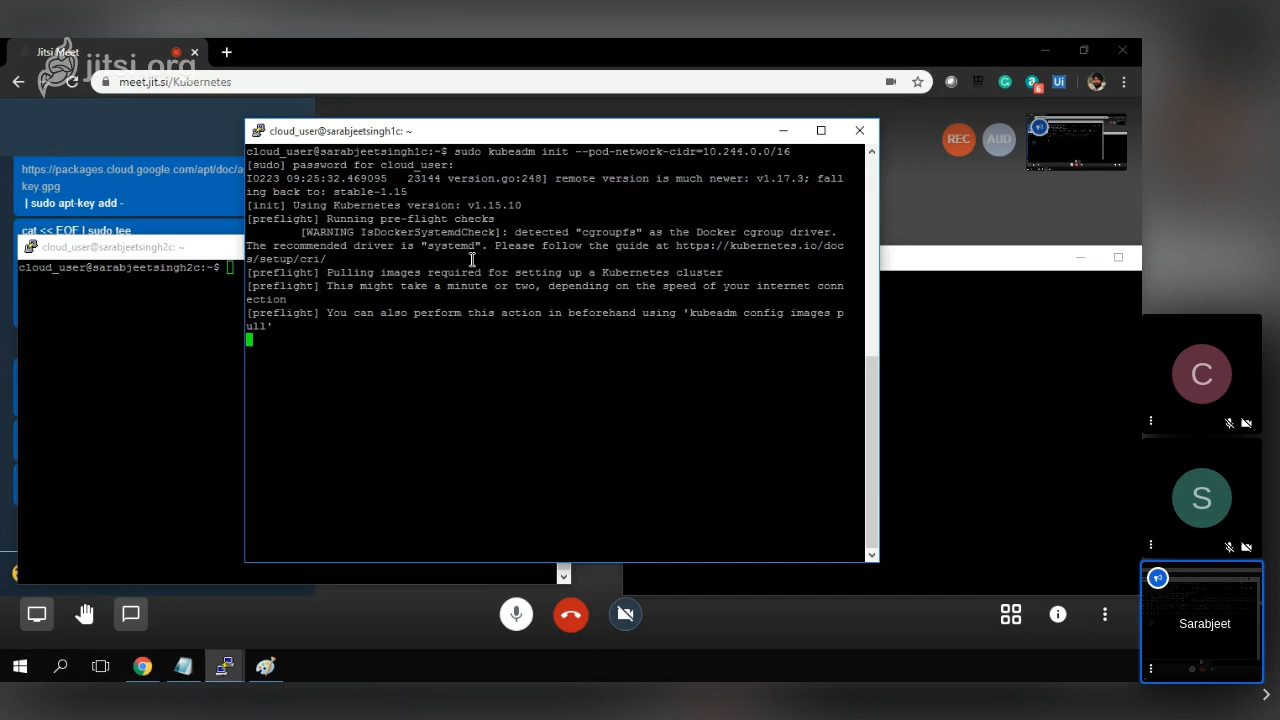 Jitsi Meet
jitsi.org
meet.jit.si/Kubernetes
Ui
6
REC
AUD
https://packages.cloud.google.com/apt/doc/a
key.gpg
| sudo apt-key add -
cat << EOF | sudo tee
cloud_user@sarabjeetsingh2c: ~
cloud_user@sarabjeetsingh2c:~$
cloud_user@sarabjeetsingh1c: ~
cloud_user@sarabjeetsingh1c:~$ sudo kubeadm init --pod-network-cidr=10.244.0.0/16
[sudo] password for cloud_user:
I0223 09:25:32.469095   23144 version.go:248] remote version is much newer: v1.17.3; fall
ing back to: stable-1.15
[init] Using Kubernetes version: v1.15.10
[preflight] Running pre-flight checks
[WARNING IsDockerSystemdCheck]: detected "cgroupfs" as the Docker cgroup driver.
The recommended driver is "systemd". Please follow the guide at https://kubernetes.io/doc
s/setup/cri/
[preflight] Pulling images required for setting up a Kubernetes cluster
[preflight] This might take a minute or two, depending on the speed of your internet conn
ection
[preflight] You can also perform this action in beforehand using 'kubeadm config images p
ull'
C
S
Sarabjeet